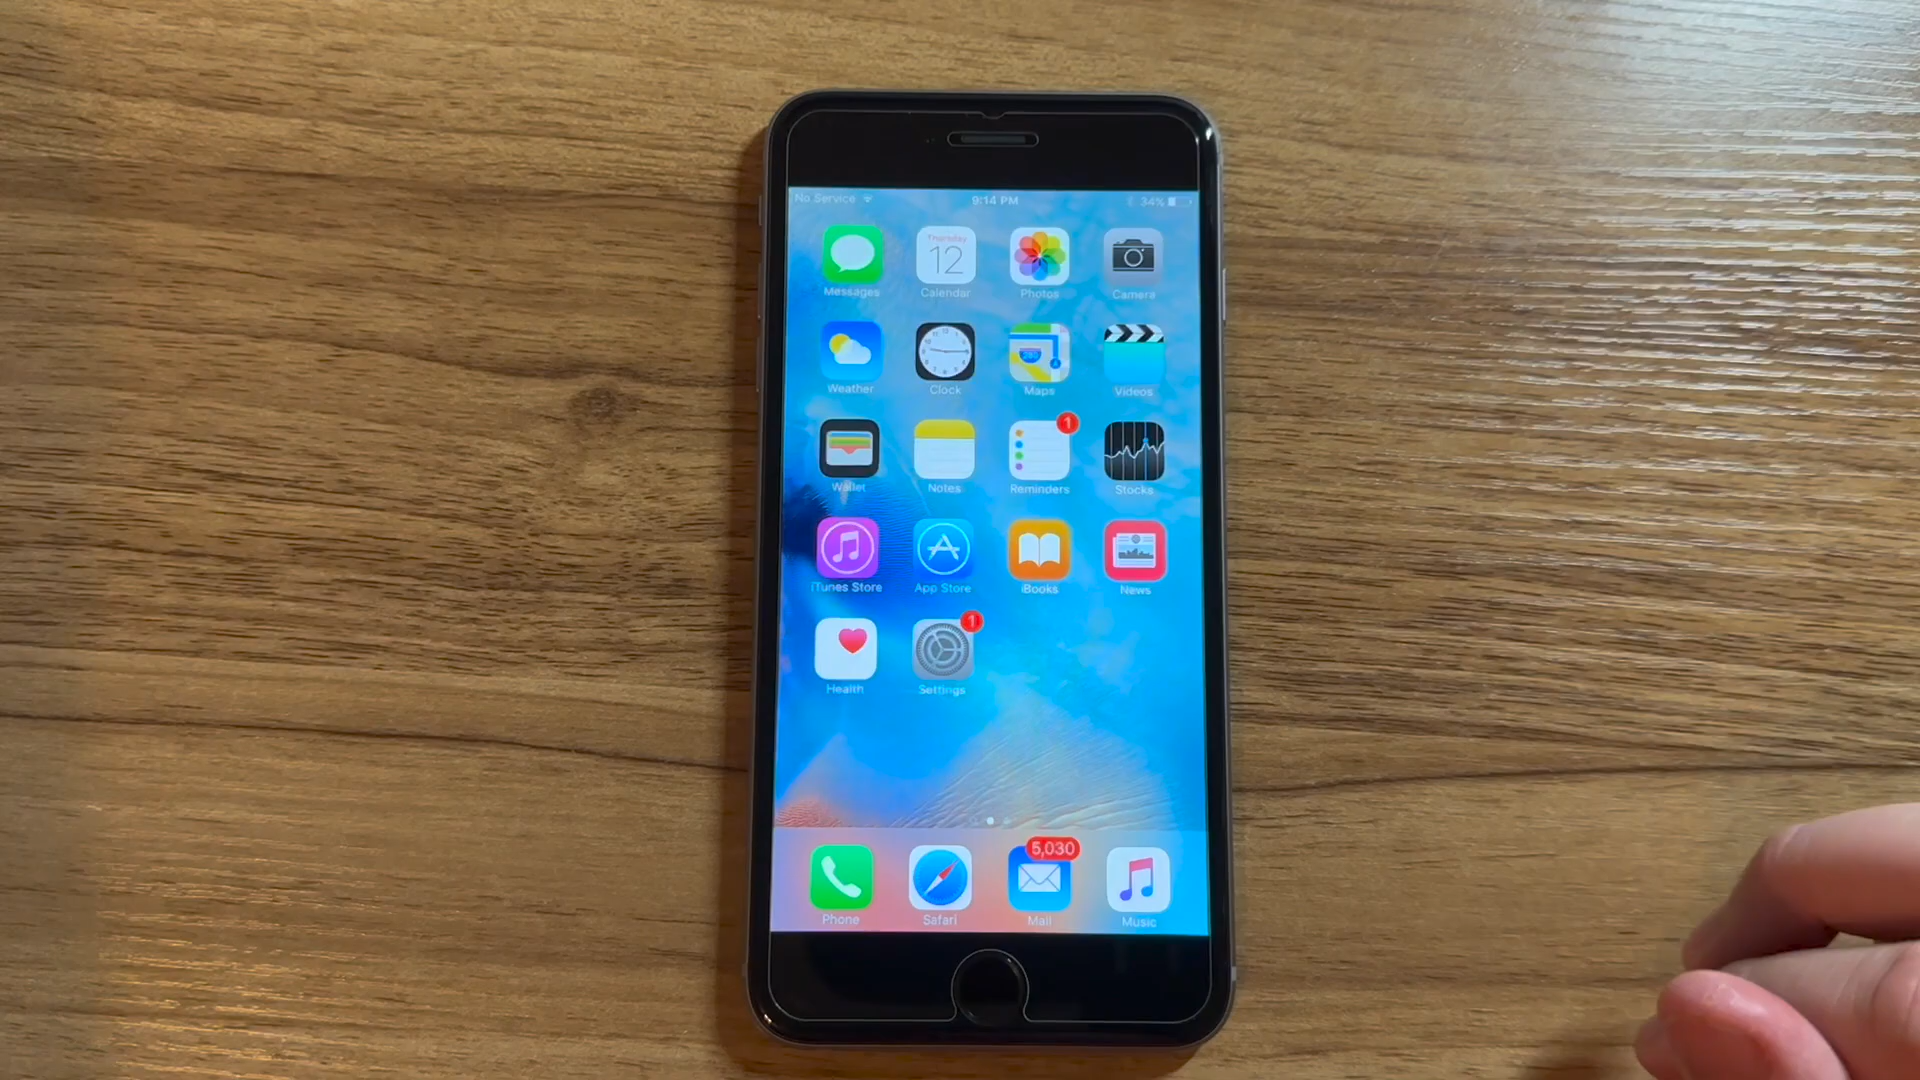 No Service 9:14 PM 34%
Thursday
12
Messages Calendar Photos Camera
280
Weather Clock Maps Videos
1
Wallet Notes Reminders Stocks
iTunes Store App Store iBooks News
1
Health Settings
5,030
Phone Safari Mail Music